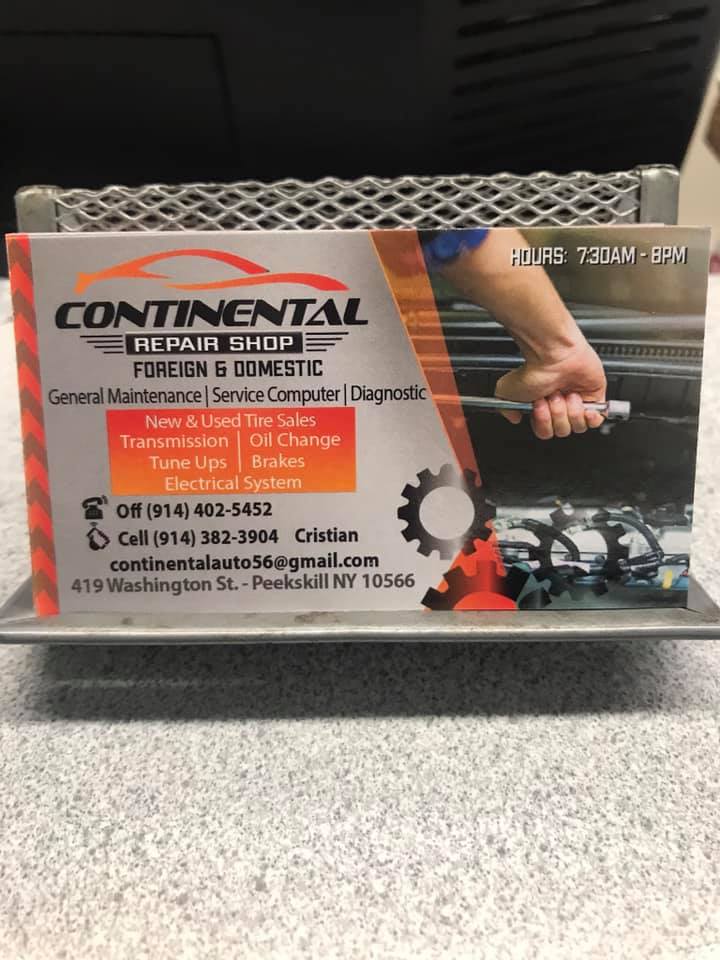 HOURS: 7:30AM - 8PM
CONTINENTAL
REPAIR SHOP
FOREIGN & DOMESTIC
General Maintenance | Service Computer | Diagnostic
New & Used Tire Sales
Transmission | Oil Change
Tune Ups | Brakes
Electrical System
Off (914) 402-5452
Cell (914) 382-3904 Cristian
continentalauto56@gmail.com
419 Washington St. - Peekskill NY 10566